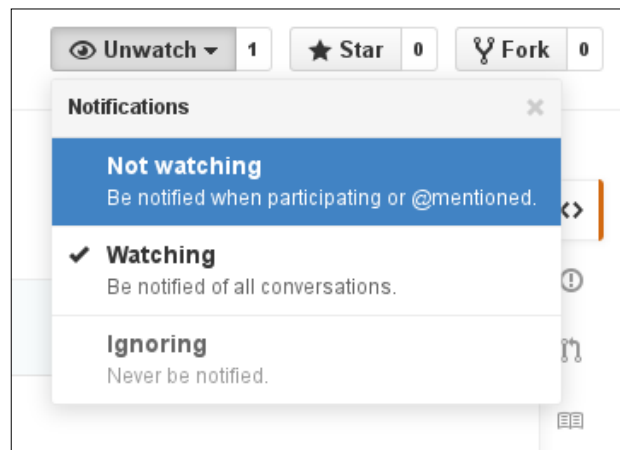 Unwatch 1 Star 0 Fork 0
Notifications
Not watching
Be notified when participating or @mentioned.
Watching
Be notified of all conversations.
Ignoring
Never be notified.